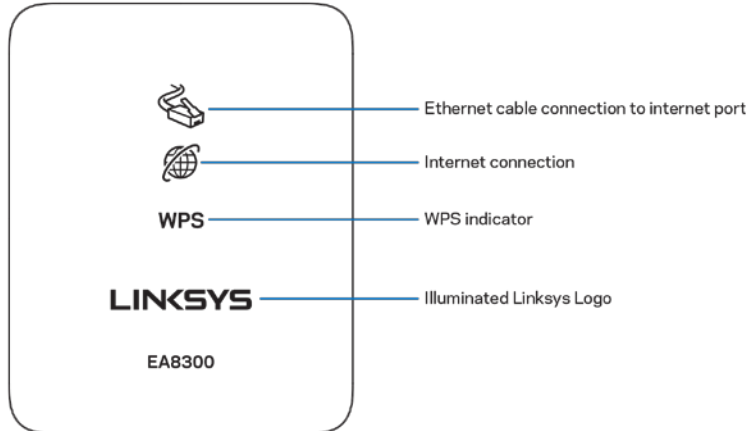 Ethernet cable connection to internet port
Internet connection
WPS WPS indicator
LINKSYS Illuminated Linksys Logo
EA8300